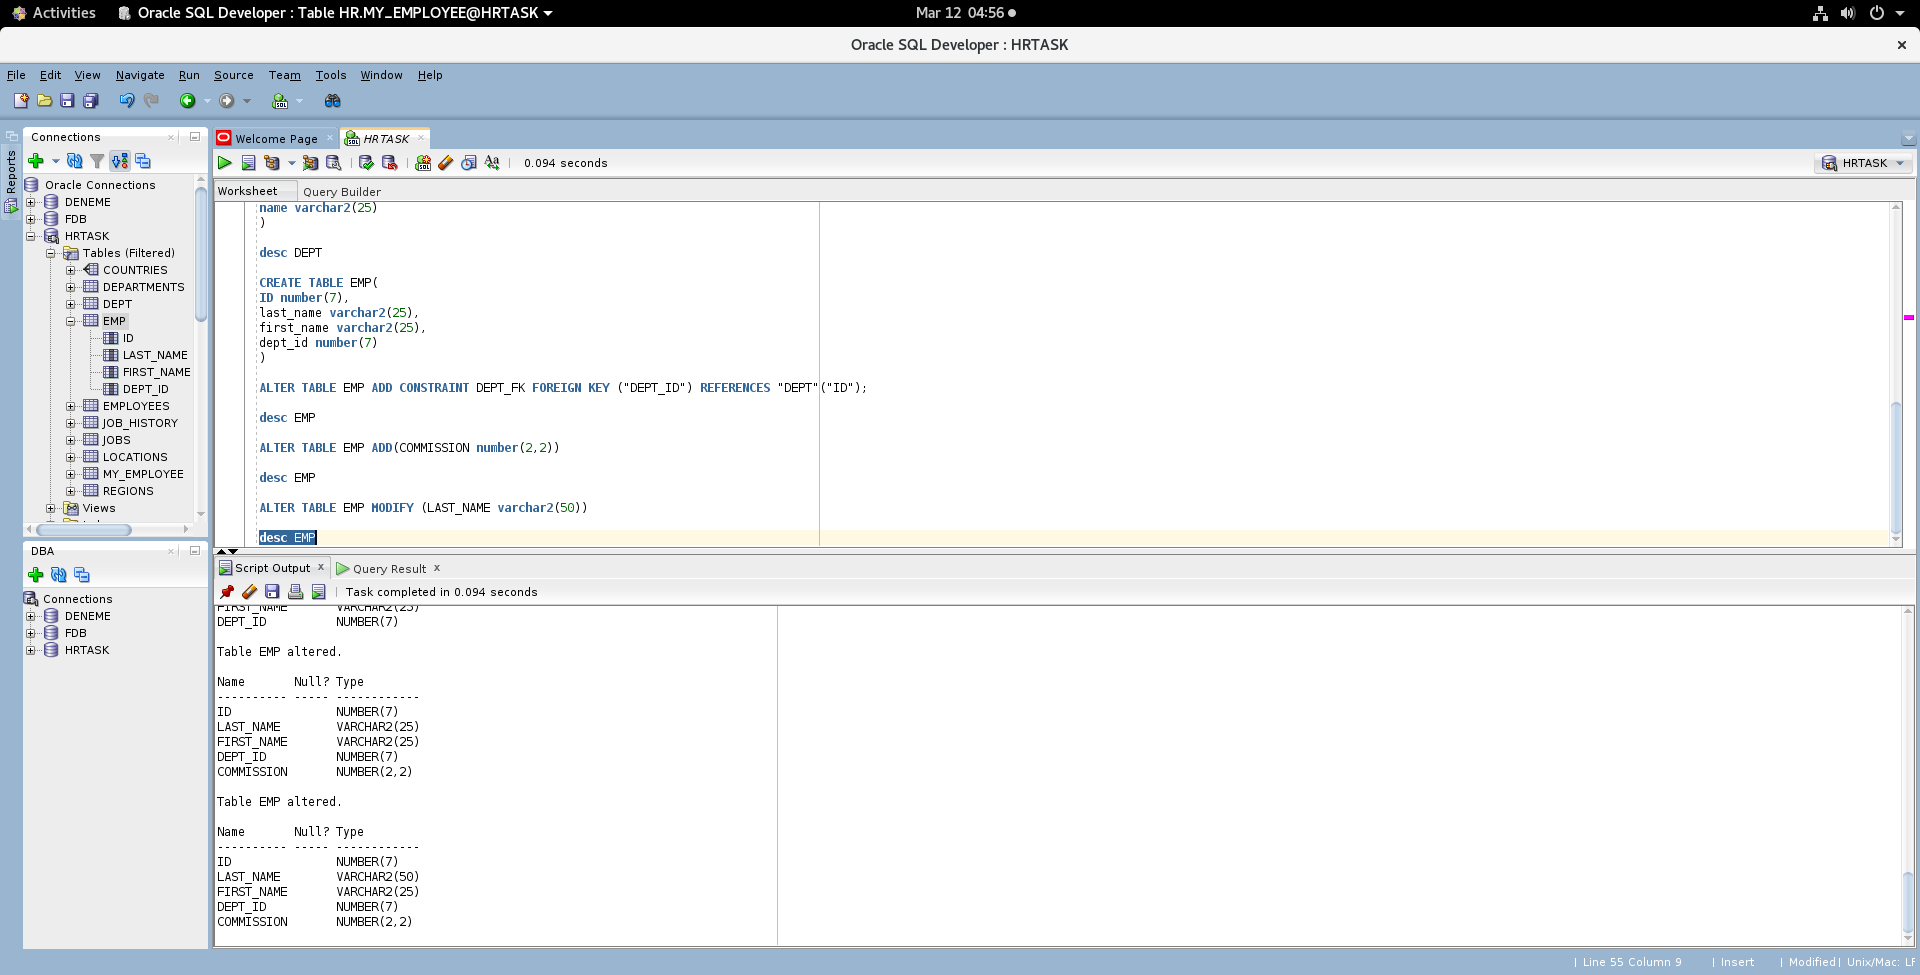 Activities
Oracle SQL Developer : Table HR.MY_EMPLOYEE@HRTASK
Mar 12 04:56
Oracle SQL Developer : HRTASK
File Edit View Navigate Run Source Team Tools Window Help
Reports
Connections
Oracle Connections
DENEME
FDB
HRTASK
Tables (Filtered)
COUNTRIES
DEPARTMENTS
DEPT
EMP
ID
LAST_NAME
FIRST_NAME
DEPT_ID
EMPLOYEES
JOB_HISTORY
JOBS
LOCATIONS
MY_EMPLOYEE
REGIONS
Views
DBA
Connections
DENEME
FDB
HRTASK
Welcome Page
HRTASK
0.094 seconds
HRTASK
Worksheet Query Builder
name varchar2(25)
)
desc DEPT
CREATE TABLE EMP(
ID number(7),
last_name varchar2(25),
first_name varchar2(25),
dept_id number(7)
)
ALTER TABLE EMP ADD CONSTRAINT DEPT_FK FOREIGN KEY ("DEPT_ID") REFERENCES "DEPT"("ID");
desc EMP
ALTER TABLE EMP ADD(COMMISSION number(2,2))
desc EMP
ALTER TABLE EMP MODIFY (LAST_NAME varchar2(50))
desc EMP
Script Output x Query Result x
Task completed in 0.094 seconds
FIRST_NAME VARCHAR2(25)
DEPT_ID NUMBER(7)
Table EMP altered.
Name Null? Type
---------- ----- ------------
ID NUMBER(7)
LAST_NAME VARCHAR2(25)
FIRST_NAME VARCHAR2(25)
DEPT_ID NUMBER(7)
COMMISSION NUMBER(2,2)
Table EMP altered.
Name Null? Type
---------- ----- ------------
ID NUMBER(7)
LAST_NAME VARCHAR2(50)
FIRST_NAME VARCHAR2(25)
DEPT_ID NUMBER(7)
COMMISSION NUMBER(2,2)
| Line 55 Column 9 | Insert | Modified | Unix/Mac: LF